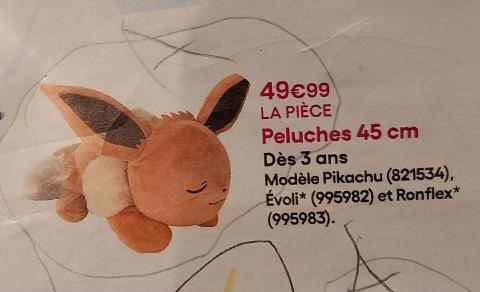 49€99
LA PIÈCE
Peluches 45 cm
Dès 3 ans
Modèle Pikachu (821534),
Évoli* (995982) et Ronflex*
(995983).